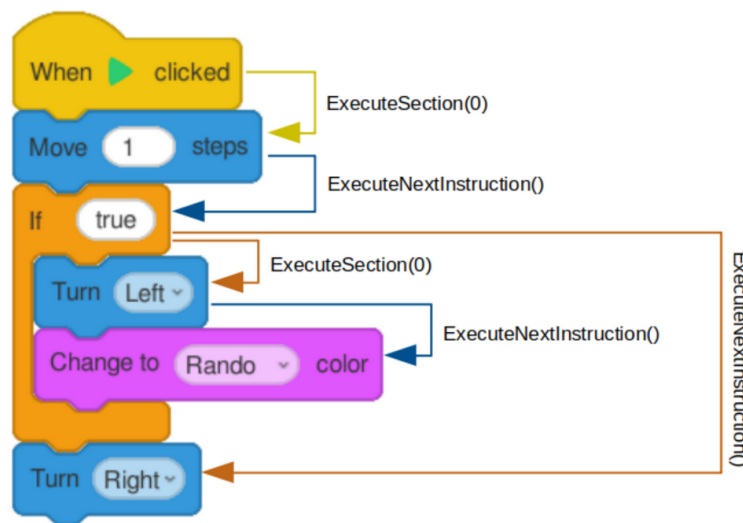 When clicked
ExecuteSection(0)
Move 1 steps
ExecuteNextInstruction()
If true
ExecuteSection(0)
Turn Left
ExecuteNextInstruction()
Change to Rando color
ExecuteNextInstruction()
Turn Right